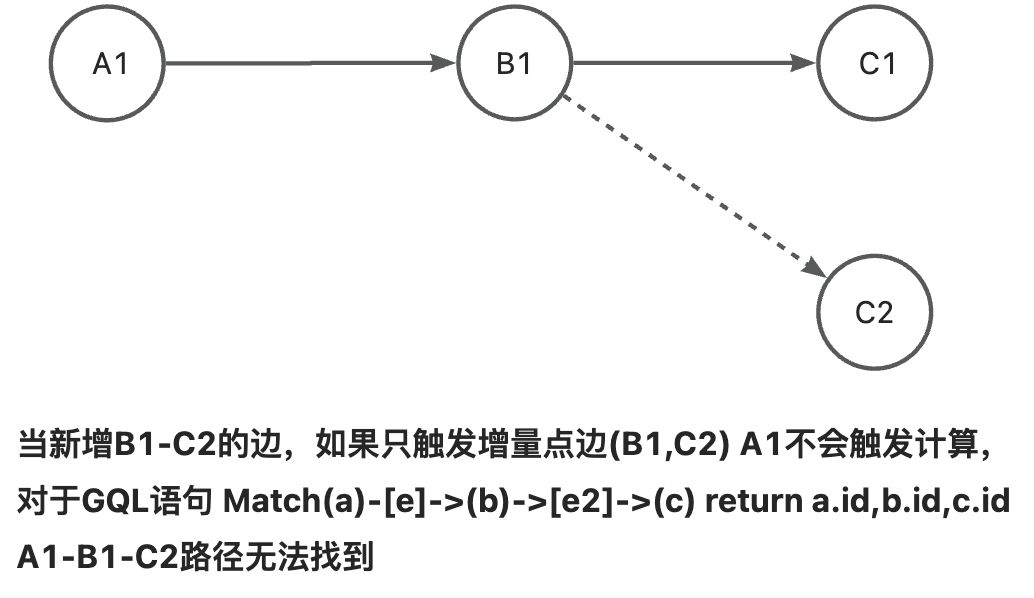 A1
B1
C1
C2
当新增B1-C2的边，如果只触发增量点边(B1,C2) A1不会触发计算，
对于GQL语句 Match(a)-[e]->(b)->[e2]->(c) return a.id,b.id,c.id
A1-B1-C2路径无法找到